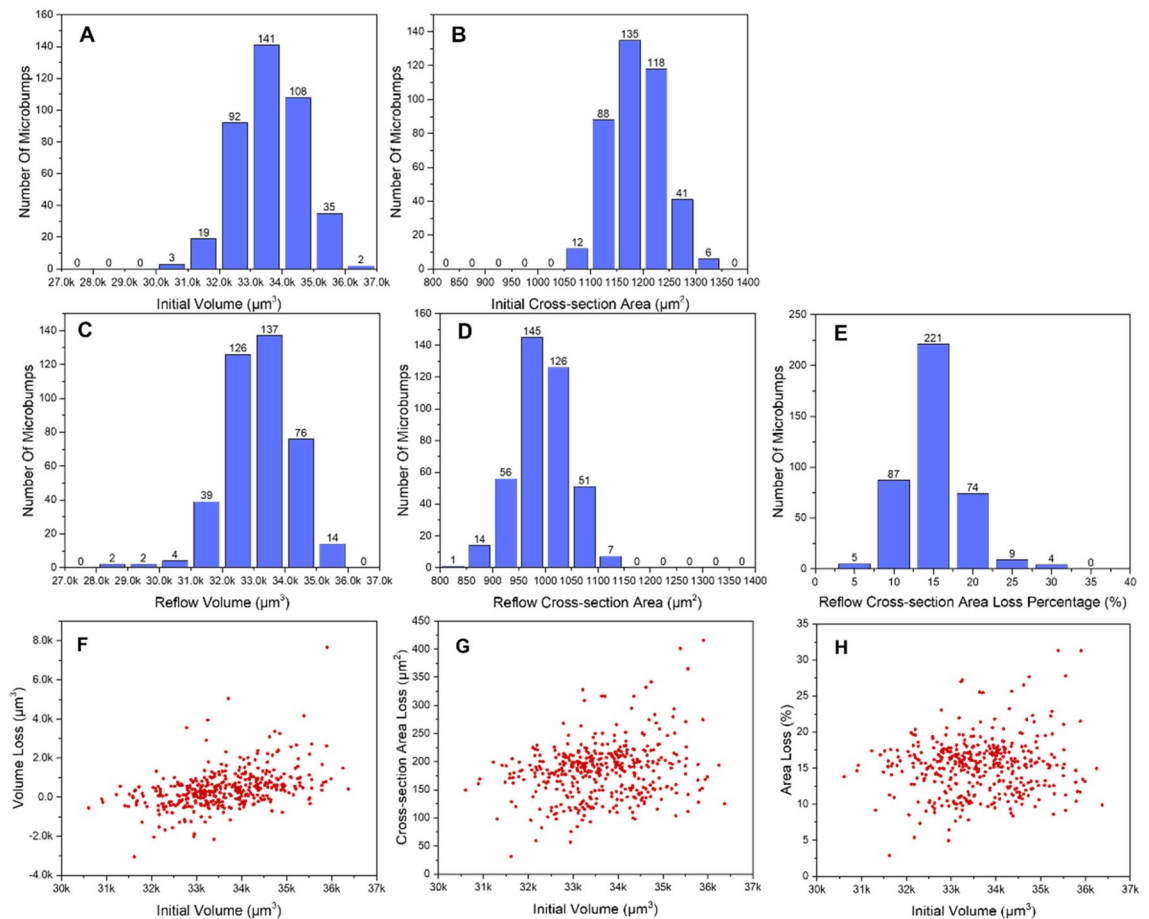 A
Number Of Microbumps
160
140
120
100
80
60
40
20
0
0 0 0 3 19 92 141 108 35 2
27.0k 28.0k 29.0k 30.0k 31.0k 32.0k 33.0k 34.0k 35.0k 36.0k 37.0k
Initial Volume (µm³)
B
Number Of Microbumps
160
140
120
100
80
60
40
20
0
0 0 0 0 0 12 88 135 118 41 6 0
800 850 900 950 1000 1050 1100 1150 1200 1250 1300 1350 1400
Initial Cross-section Area (µm²)
C
Number Of Microbumps
140
120
100
80
60
40
20
0
0 2 2 4 39 126 137 76 14 0
27.0k 28.0k 29.0k 30.0k 31.0k 32.0k 33.0k 34.0k 35.0k 36.0k 37.0k
Reflow Volume (µm³)
D
Number Of Microbumps
160
140
120
100
80
60
40
20
0
1 14 56 145 126 51 7 0 0 0 0 0
800 850 900 950 1000 1050 1100 1150 1200 1250 1300 1350 1400
Reflow Cross-section Area (µm²)
E
Number Of Microbumps
250
200
150
100
50
0
5 87 221 74 9 4 0
0 5 10 15 20 25 30 35 40
Reflow Cross-section Area Loss Percentage (%)
F
Volume Loss (µm³)
8.0k
6.0k
4.0k
2.0k
0.0
-2.0k
-4.0k
30k 31k 32k 33k 34k 35k 36k 37k
Initial Volume (µm³)
G
Cross-section Area Loss (µm²)
450
400
350
300
250
200
150
100
50
0
30k 31k 32k 33k 34k 35k 36k 37k
Initial Volume (µm³)
H
Area Loss (%)
35
30
25
20
15
10
5
0
30k 31k 32k 33k 34k 35k 36k 37k
Initial Volume (µm³)